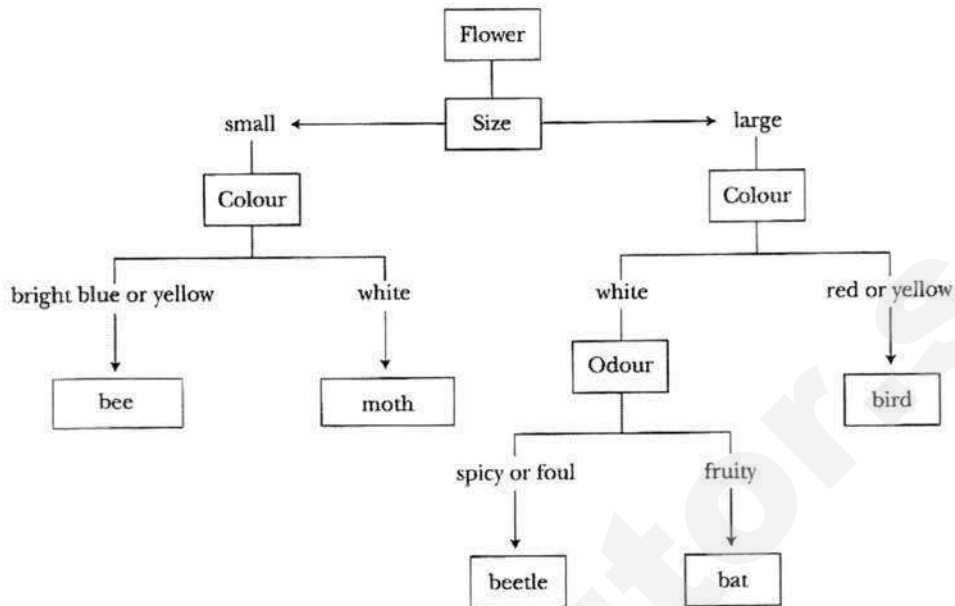 Flower
small Size large
Colour Colour
bright blue or yellow white white red or yellow
Odour
bee moth bird
spicy or foul fruity
beetle bat